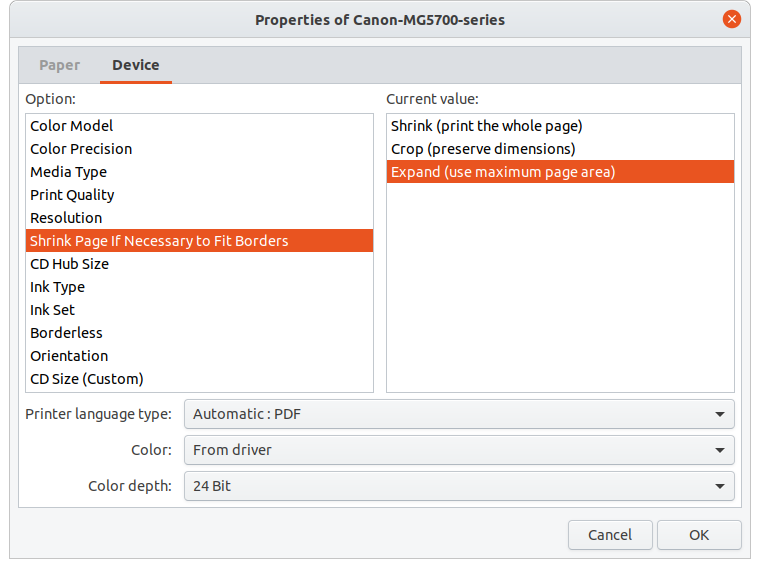 Properties of Canon-MG5700-series
Paper
Device
Option:
Current value:
Color Model
Color Precision
Media Type
Print Quality
Resolution
Shrink Page If Necessary to Fit Borders
CD Hub Size
Ink Type
Ink Set
Borderless
Orientation
CD Size (Custom)
Shrink (print the whole page)
Crop (preserve dimensions)
Expand (use maximum page area)
Printer language type:
Automatic : PDF
Color:
From driver
Color depth:
24 Bit
Cancel
OK